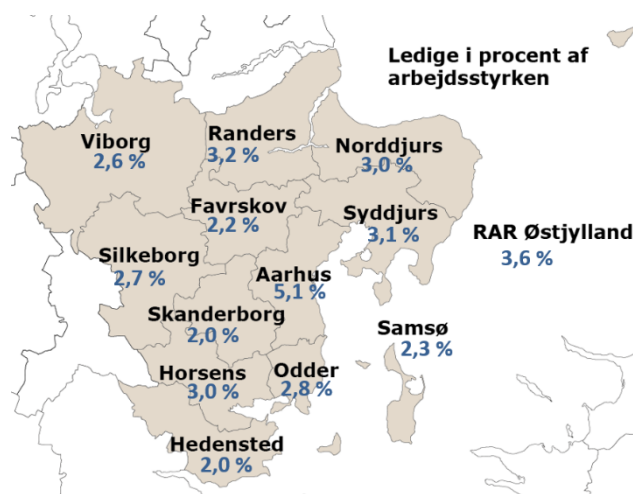 Ledige i procent af
arbejdsstyrken
Viborg
2,6 %
Randers
3,2 %
Norddjurs
3,0 %
Favrskov
2,2 %
Syddjurs
3,1 %
RAR Østjylland
3,6 %
Silkeborg
2,7 %
Aarhus
5,1 %
Skanderborg
2,0 %
Samsø
2,3 %
Horsens
3,0 %
Odder
2,8 %
Hedensted
2,0 %